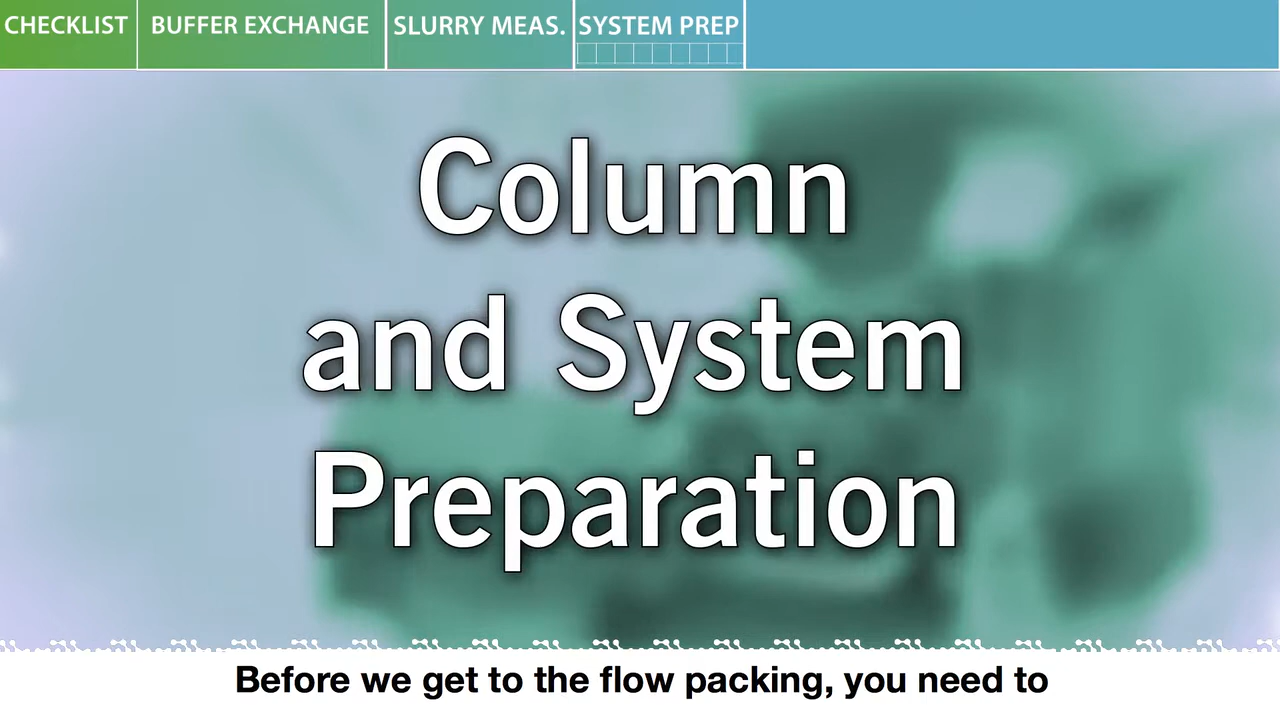 CHECKLIST BUFFER EXCHANGE SLURRY MEAS. SYSTEM PREP
Column
and System
Preparation
Before we get to the flow packing, you need to